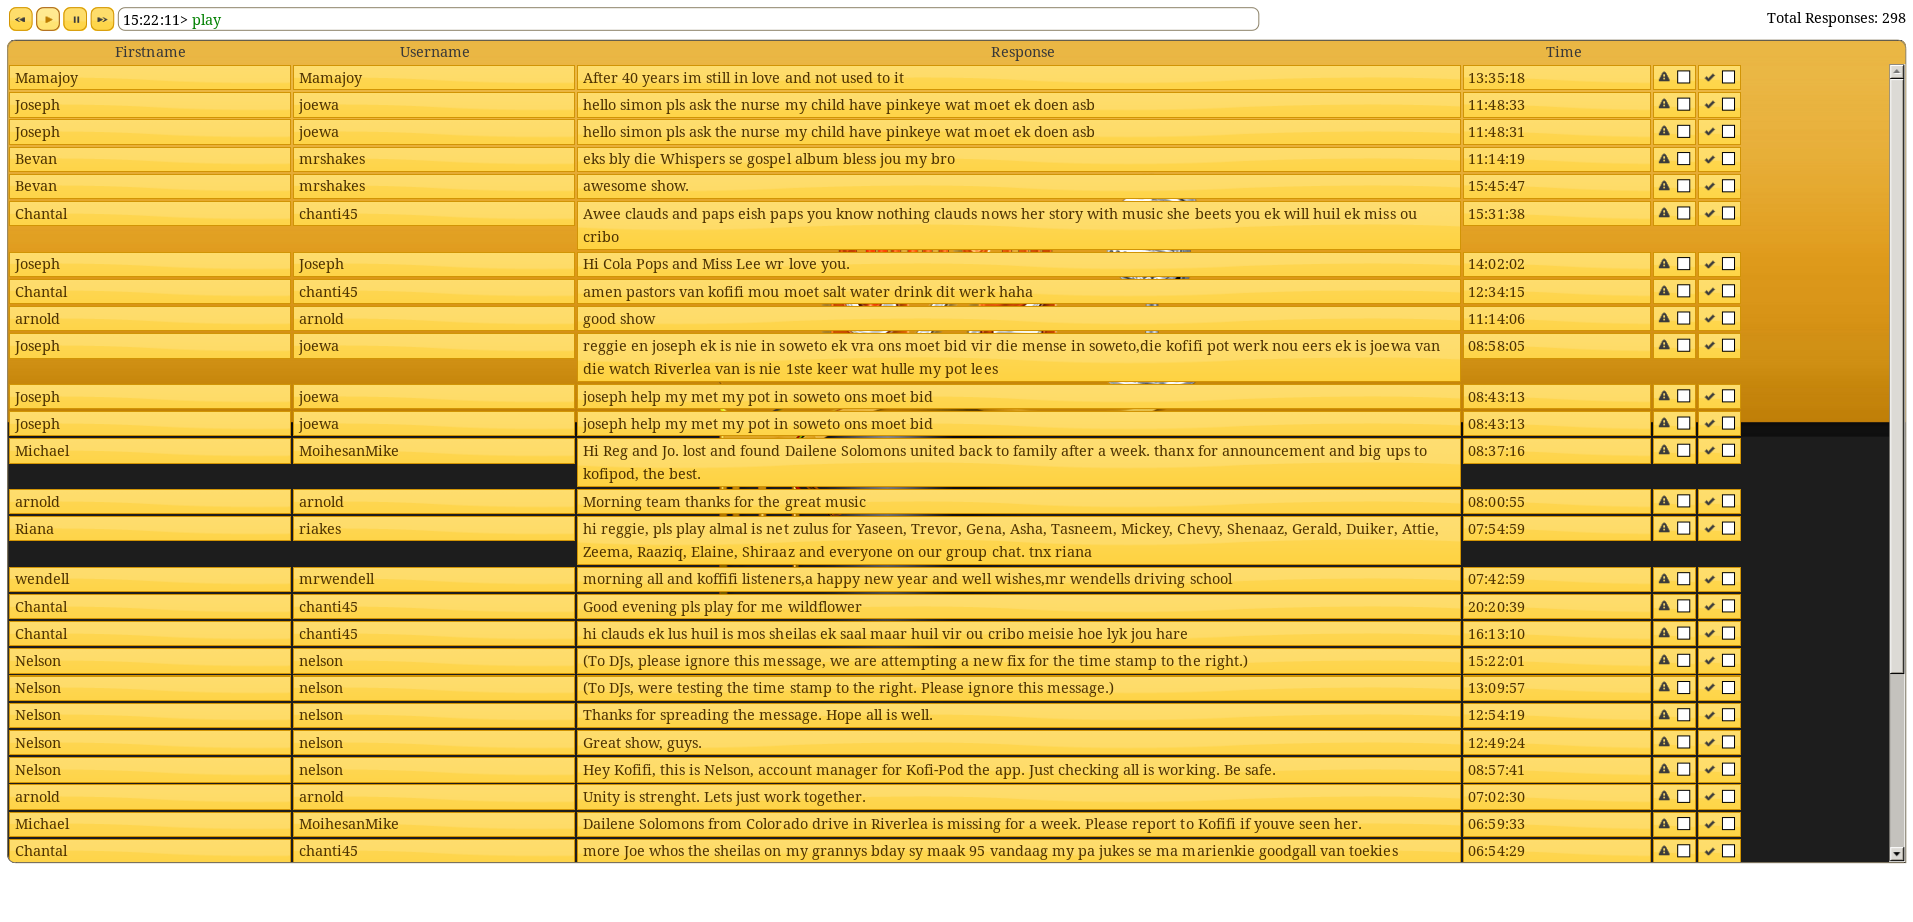 15:22:11> play Total Responses: 298
Firstname Username Response Time
Mamajoy Mamajoy After 40 years im still in love and not used to it 13:35:18
Joseph joewa hello simon pls ask the nurse my child have pinkeye wat moet ek doen asb 11:48:33
Joseph joewa hello simon pls ask the nurse my child have pinkeye wat moet ek doen asb 11:48:31
Bevan mrshakes eks bly die Whispers se gospel album bless jou my bro 11:14:19
Bevan mrshakes awesome show. 15:45:47
Chantal chanti45 Awee clauds and paps eish paps you know nothing clauds nows her story with music she beets you ek will huil ek miss ou 15:31:38
cribo
Joseph Joseph Hi Cola Pops and Miss Lee wr love you. 14:02:02
Chantal chanti45 amen pastors van kofifi mou moet salt water drink dit werk haha 12:34:15
arnold arnold good show 11:14:06
Joseph joewa reggie en joseph ek is nie in soweto ek vra ons moet bid vir die mense in soweto,die kofifi pot werk nou eers ek is joewa van 08:58:05
die watch Riverlea van is nie 1ste keer wat hulle my pot lees
Joseph joewa joseph help my met my pot in soweto ons moet bid 08:43:13
Joseph joewa joseph help my met my pot in soweto ons moet bid 08:43:13
Michael MoihesanMike Hi Reg and Jo. lost and found Dailene Solomons united back to family after a week. thanx for announcement and big ups to 08:37:16
kofipod, the best.
arnold arnold Morning team thanks for the great music 08:00:55
Riana riakes hi reggie, pls play almal is net zulus for Yaseen, Trevor, Gena, Asha, Tasneem, Mickey, Chevy, Shenaaz, Gerald, Duiker, Attie, 07:54:59
Zeema, Raaziq, Elaine, Shiraaz and everyone on our group chat. tnx riana
wendell mrwendell morning all and koffifi listeners,a happy new year and well wishes,mr wendells driving school 07:42:59
Chantal chanti45 Good evening pls play for me wildflower 20:20:39
Chantal chanti45 hi clauds ek lus huil is mos sheilas ek saal maar huil vir ou cribo meisie hoe lyk jou hare 16:13:10
Nelson nelson (To DJs, please ignore this message, we are attempting a new fix for the time stamp to the right.) 15:22:01
Nelson nelson (To DJs, were testing the time stamp to the right. Please ignore this message.) 13:09:57
Nelson nelson Thanks for spreading the message. Hope all is well. 12:54:19
Nelson nelson Great show, guys. 12:49:24
Nelson nelson Hey Kofifi, this is Nelson, account manager for Kofi-Pod the app. Just checking all is working. Be safe. 08:57:41
arnold arnold Unity is strenght. Lets just work together. 07:02:30
Michael MoihesanMike Dailene Solomons from Colorado drive in Riverlea is missing for a week. Please report to Kofifi if youve seen her. 06:59:33
Chantal chanti45 more Joe whos the sheilas on my grannys bday sy maak 95 vandaag my pa jukes se ma marienkie goodgall van toekies 06:54:29